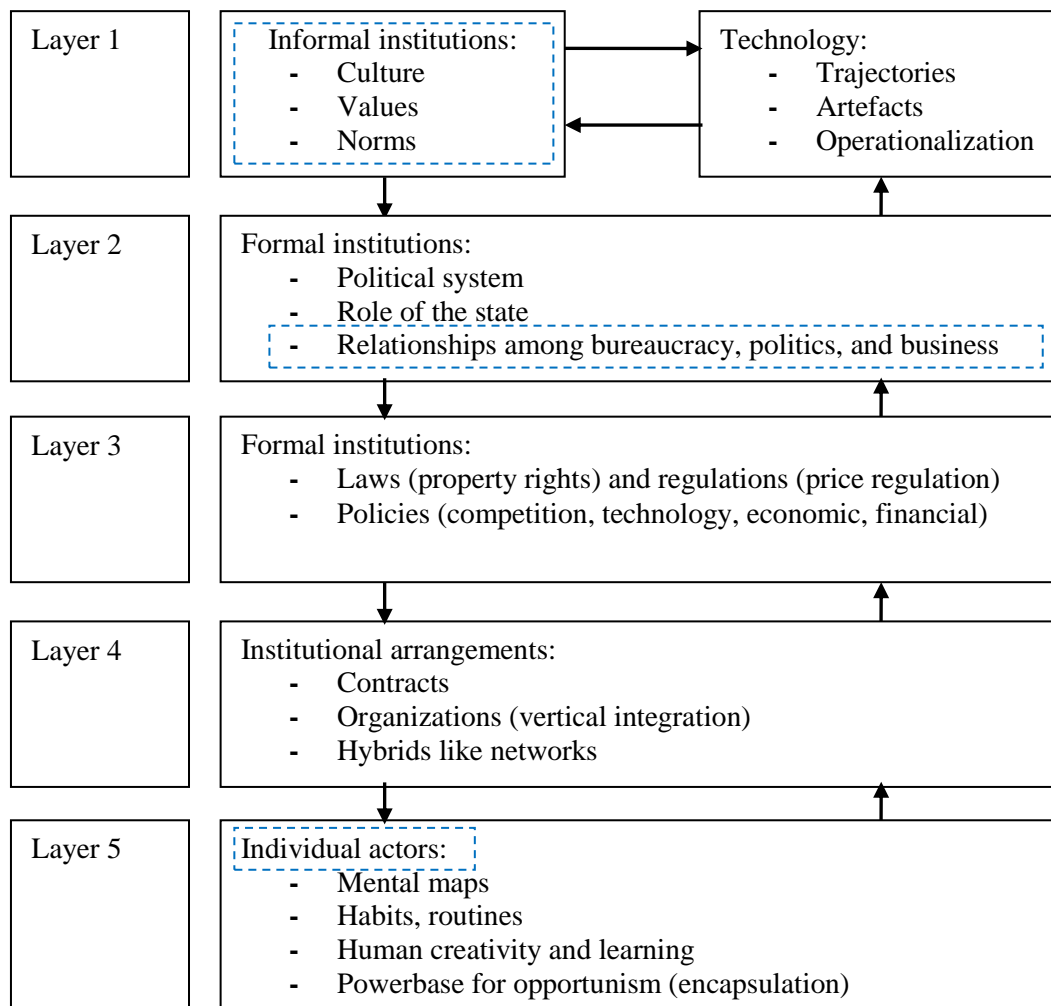 Layer 1
Informal institutions:
- Culture
- Values
- Norms
Technology:
- Trajectories
- Artefacts
- Operationalization
Layer 2
Formal institutions:
- Political system
- Role of the state
- Relationships among bureaucracy, politics, and business
Layer 3
Formal institutions:
- Laws (property rights) and regulations (price regulation)
- Policies (competition, technology, economic, financial)
Layer 4
Institutional arrangements:
- Contracts
- Organizations (vertical integration)
- Hybrids like networks
Layer 5
Individual actors:
- Mental maps
- Habits, routines
- Human creativity and learning
- Powerbase for opportunism (encapsulation)